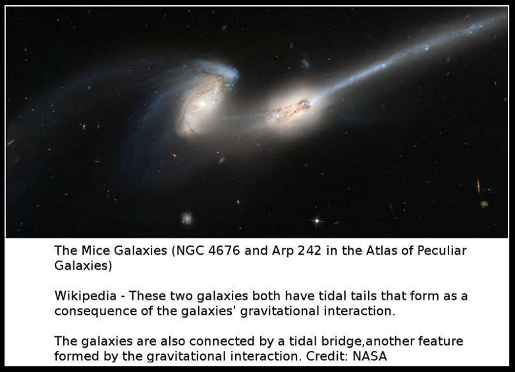 The Mice Galaxies (NGC 4676 and Arp 242 in the Atlas of Peculiar
Galaxies)
Wikipedia - These two galaxies both have tidal tails that form as a
consequence of the galaxies' gravitational interaction.
The galaxies are also connected by a tidal bridge,another feature
formed by the gravitational interaction. Credit: NASA